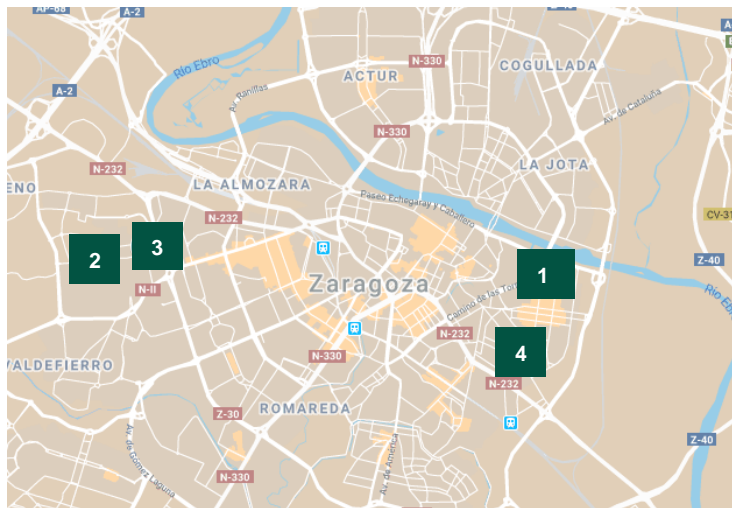 AP-68
A-2
Z-40
A-2
Río Ebro
ACTUR
N-330
COGULLADA
Av. Ranillas
Av. de Cataluña
N-330
N-232
LA JOTA
ENO
LA ALMOZARA
Paseo Echegaray y Caballero
N-232
CV-31
2
3
1
Z-40
Zaragoza
N-II
Camino de las Torr
Río Ebro
N-232
4
VALDEFIERRO
N-330
N-232
ROMAREDA
Z-30
Av. de Gómez Laguna
Av. de América
Z-40
N-330